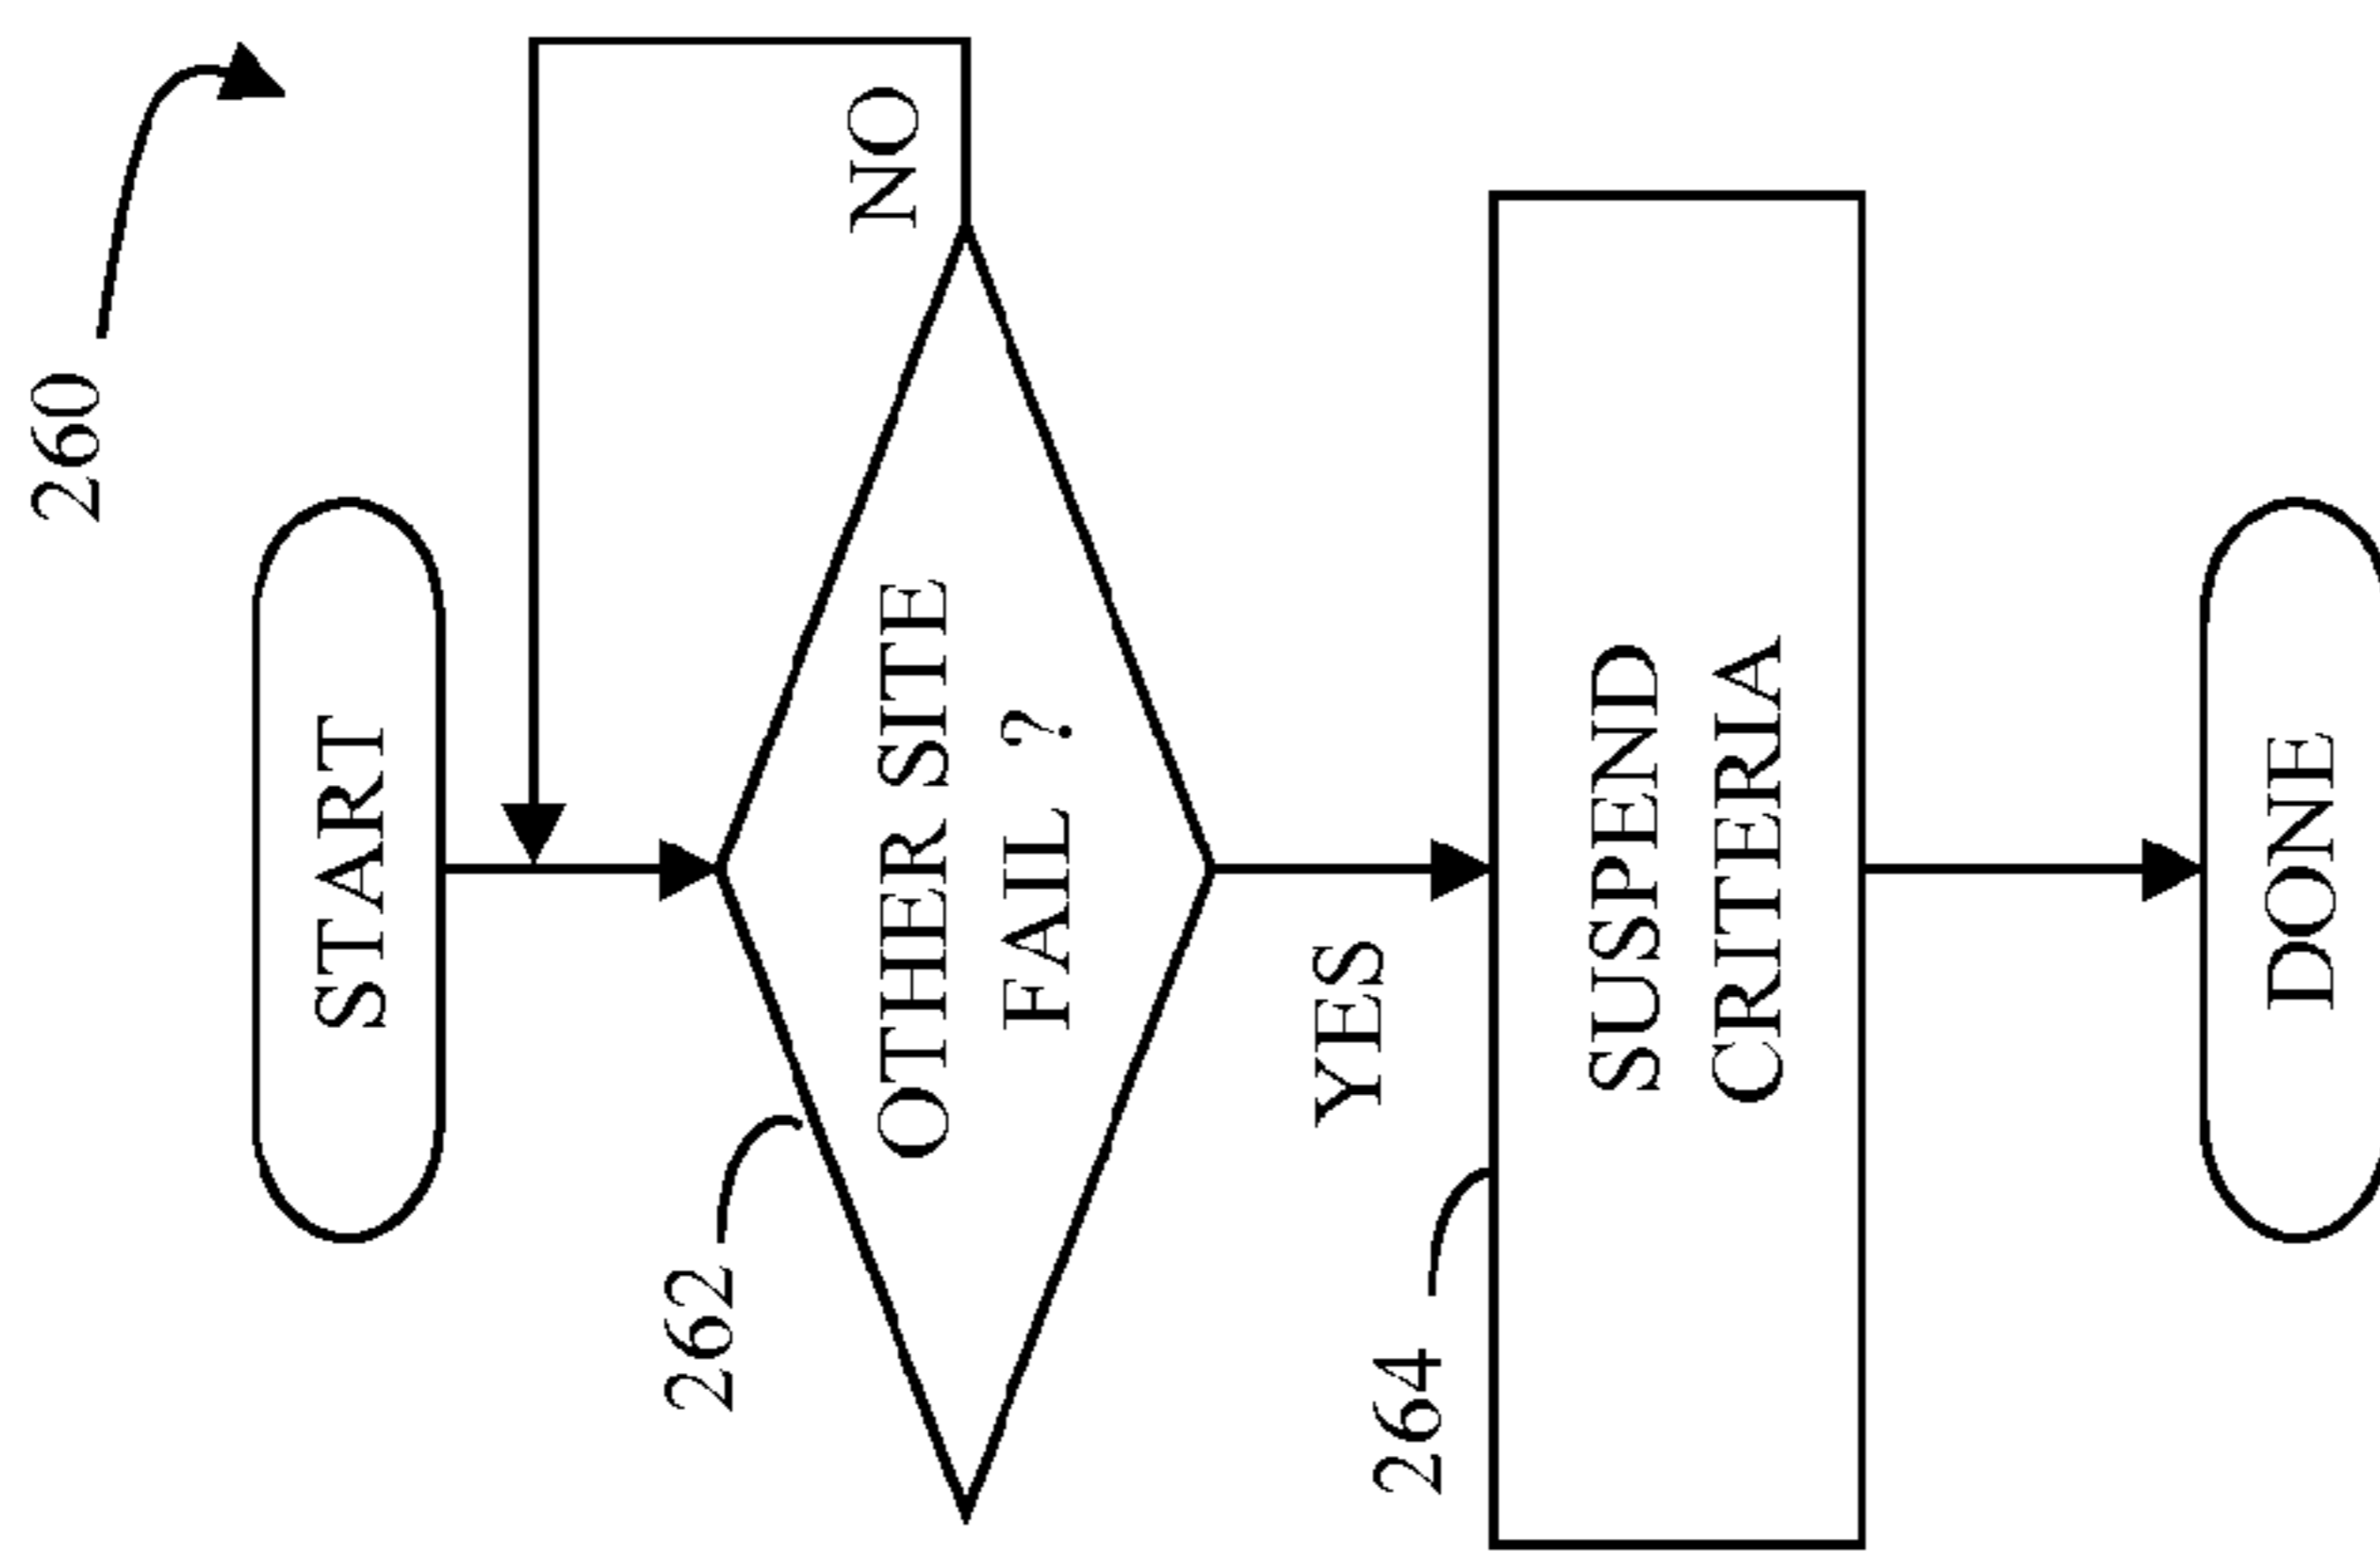 260
START
262
OTHER SITE
FAIL ?
NO
YES
264
SUSPEND
CRITERIA
DONE